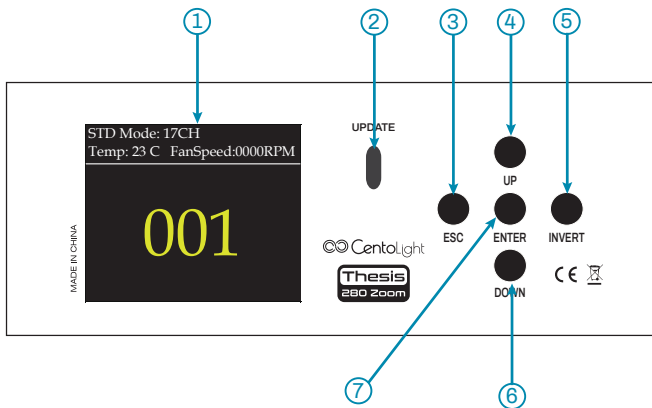 1
2
3
4
5
STD Mode: 17CH
Temp: 23 C FanSpeed:0000RPM
001
MADE IN CHINA
UPDATE
UP
ESC
ENTER
INVERT
CentoLight
Thesis
280 Zoom
DOWN
CE
7
6